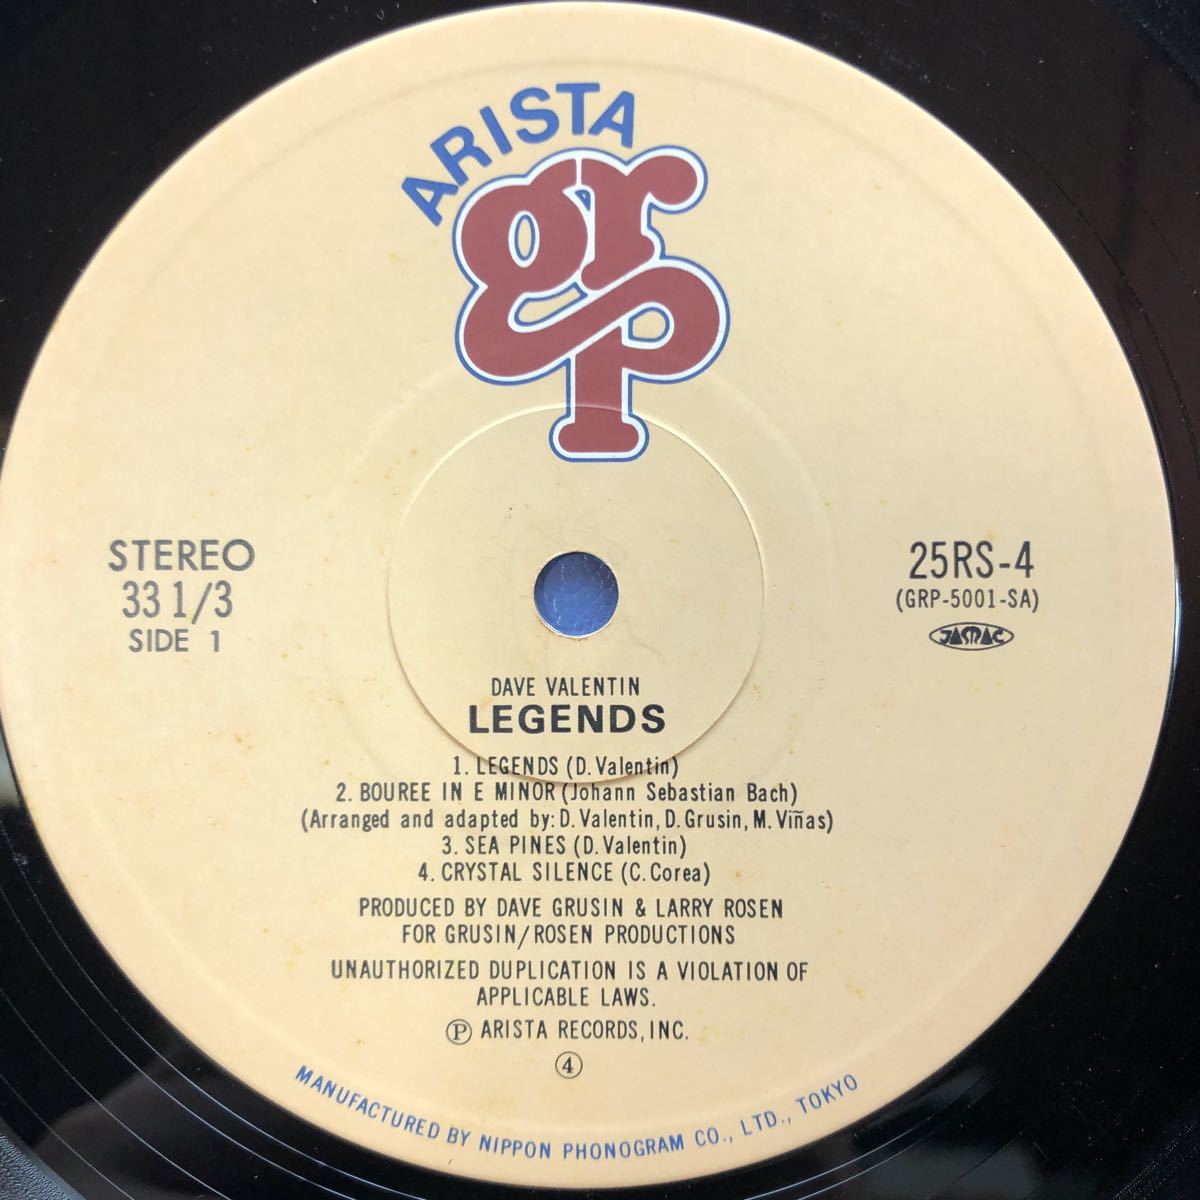 ARISTA
grp
STEREO
33 1/3
SIDE 1
25RS-4
(GRP-5001-SA)
JASRAC
DAVE VALENTIN
LEGENDS
1. LEGENDS (D. Valentin)
2. BOUREE IN E MINOR (Johann Sebastian Bach)
(Arranged and adapted by: D. Valentin, D. Grusin, M. Viñas)
3. SEA PINES (D. Valentin)
4. CRYSTAL SILENCE (C. Corea)
PRODUCED BY DAVE GRUSIN & LARRY ROSEN
FOR GRUSIN/ROSEN PRODUCTIONS
UNAUTHORIZED DUPLICATION IS A VIOLATION OF
APPLICABLE LAWS.
Ⓟ ARISTA RECORDS, INC.
④
MANUFACTURED BY NIPPON PHONOGRAM CO., LTD., TOKYO